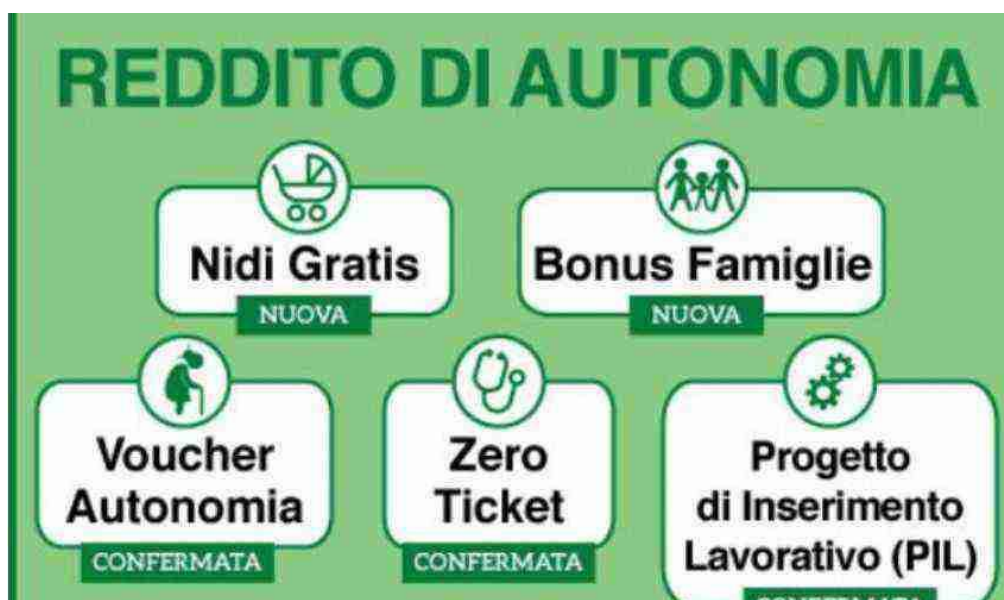 REDDITO DI AUTONOMIA
Nidi Gratis
NUOVA
Bonus Famiglie
NUOVA
Voucher
Autonomia
CONFERMATA
Zero
Ticket
CONFERMATA
Progetto
di Inserimento
Lavorativo (PIL)
CONFERMATA